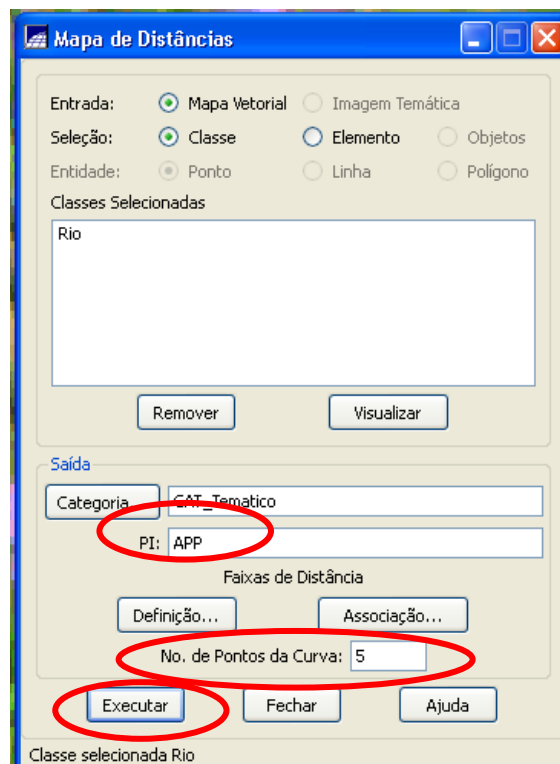 Mapa de Distâncias
Entrada: Mapa Vetorial Imagem Temática
Seleção: Classe Elemento Objetos
Entidade: Ponto Linha Polígono
Classes Selecionadas
Rio
Remover Visualizar
Saída
Categoria... CAT_Tematico
PI: APP
Faixas de Distância
Definição... Associação...
No. de Pontos da Curva: 5
Executar Fechar Ajuda
Classe selecionada Rio